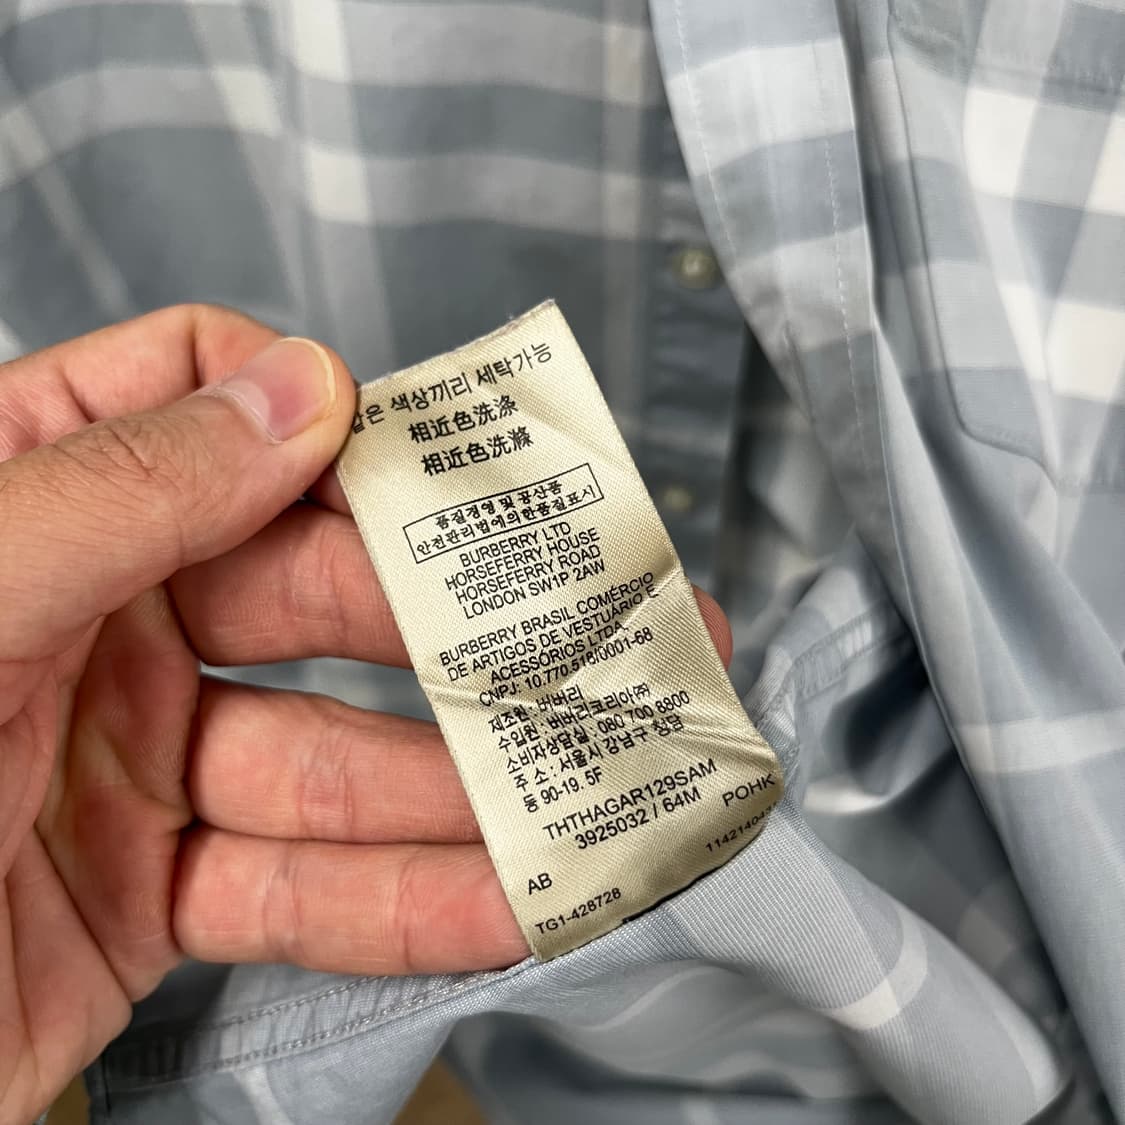 같은 색상끼리 세탁가능
相近色洗涤
相近色洗滌
품질경영 및 공산품
안전관리법에의한품질표시
BURBERRY LTD
HORSEFERRY HOUSE
HORSEFERRY ROAD
LONDON SW1P 2AW
BURBERRY BRASIL COMÉRCIO
DE ARTIGOS DE VESTUÁRIO E
ACESSÓRIOS LTDA.
CNPJ: 10.770.518/0001-68
제조원: 버버리
수입원: 버버리코리아㈜
소비자상담실: 080 700 8800
주 소 : 서울시 강남구 청담
동 90-19. 5F
THTHAGAR129SAM
3925032 / 64M POHK
AB
TG1-428728